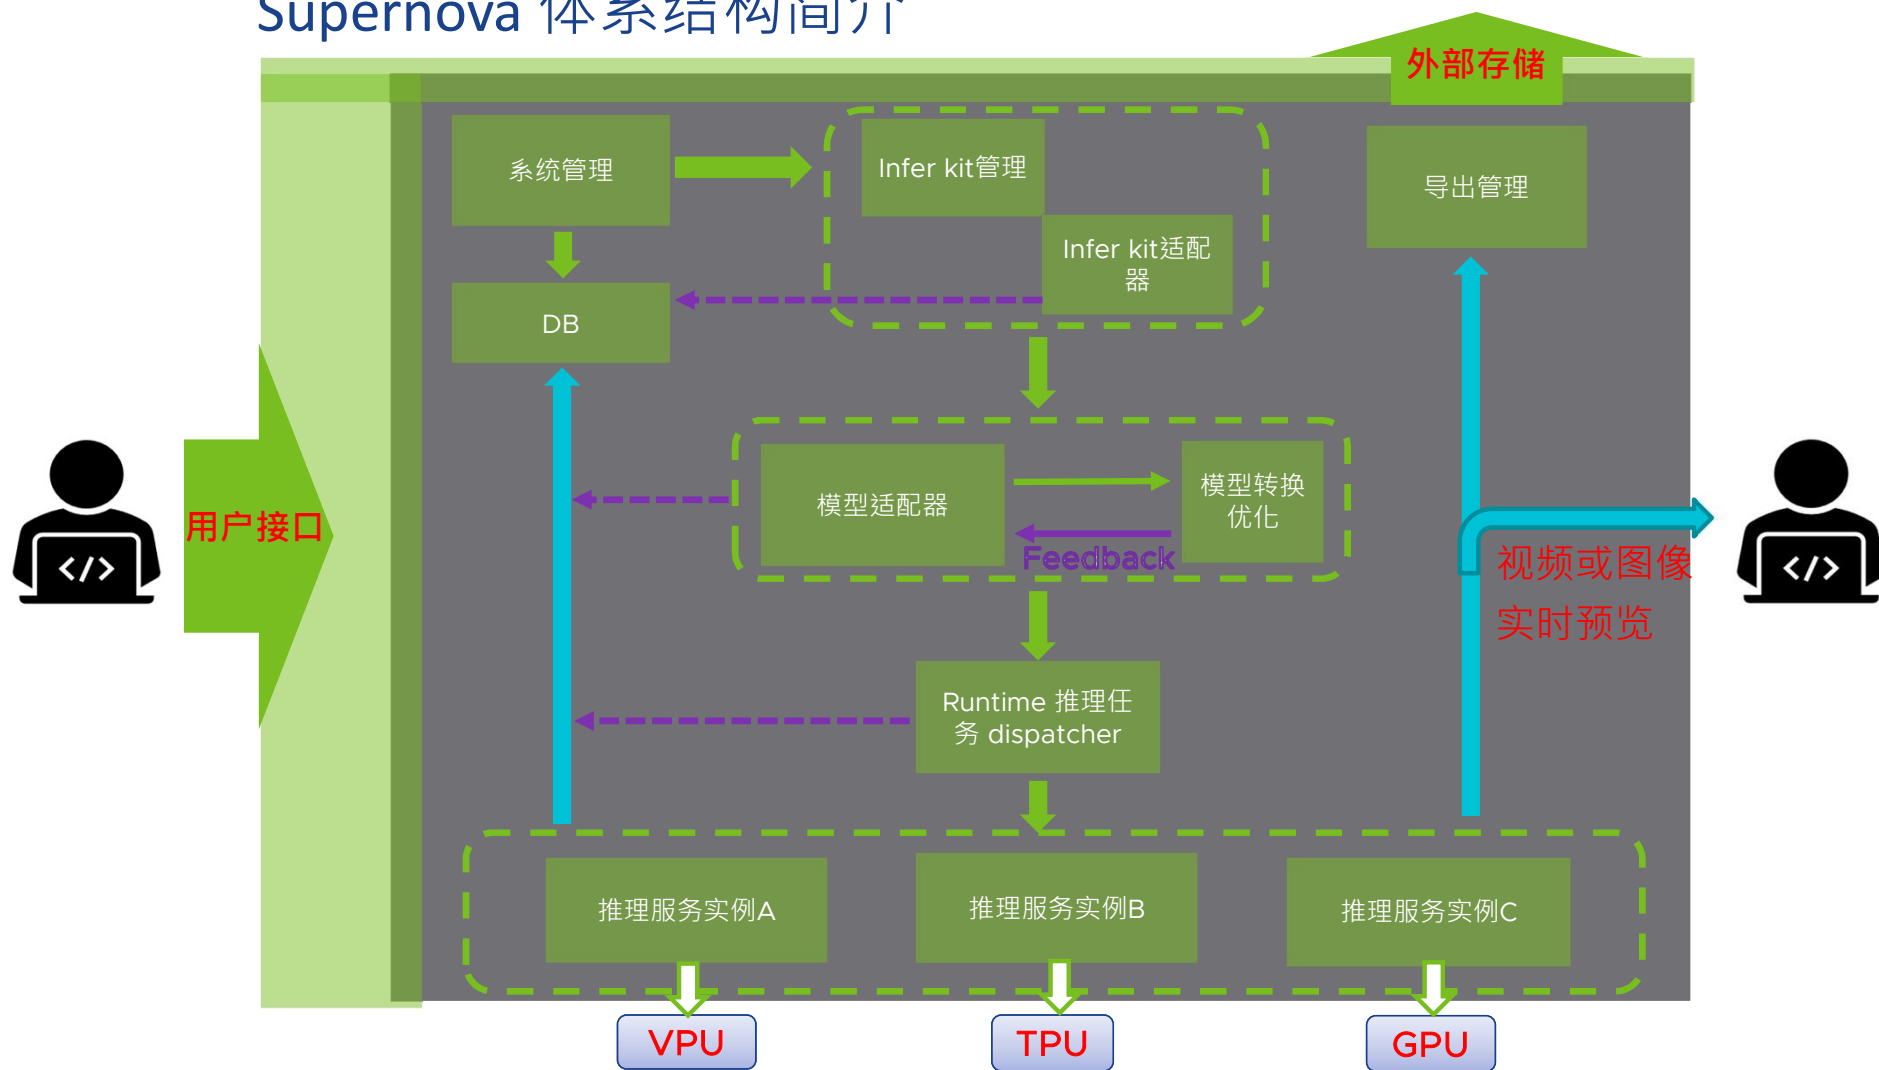 Supernova 体系结构简介
外部存储
系统管理
Infer kit管理
导出管理
Infer kit适配
器
DB
用户接口
模型适配器
模型转换
优化
Feedback
视频或图像
实时预览
Runtime 推理任
务 dispatcher
推理服务实例A
推理服务实例B
推理服务实例C
VPU
TPU
GPU